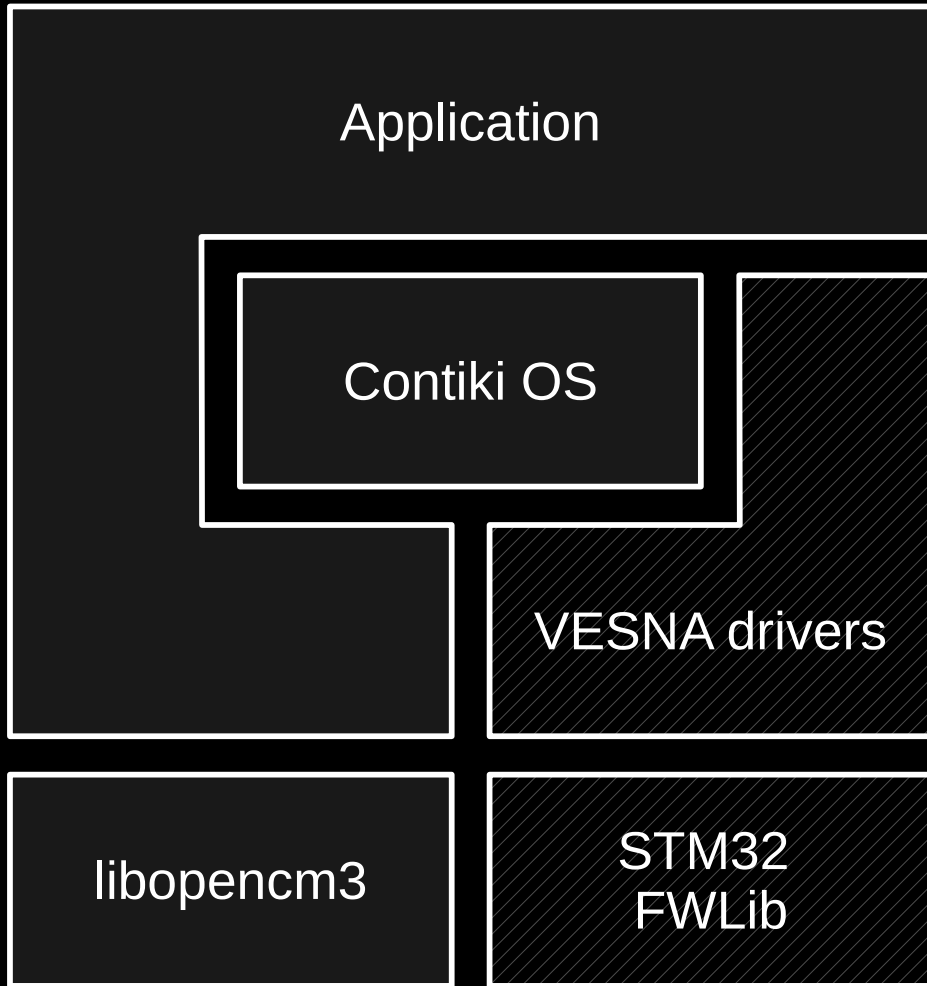 Application
Contiki OS
VESNA drivers
libopencm3
STM32
FWLib